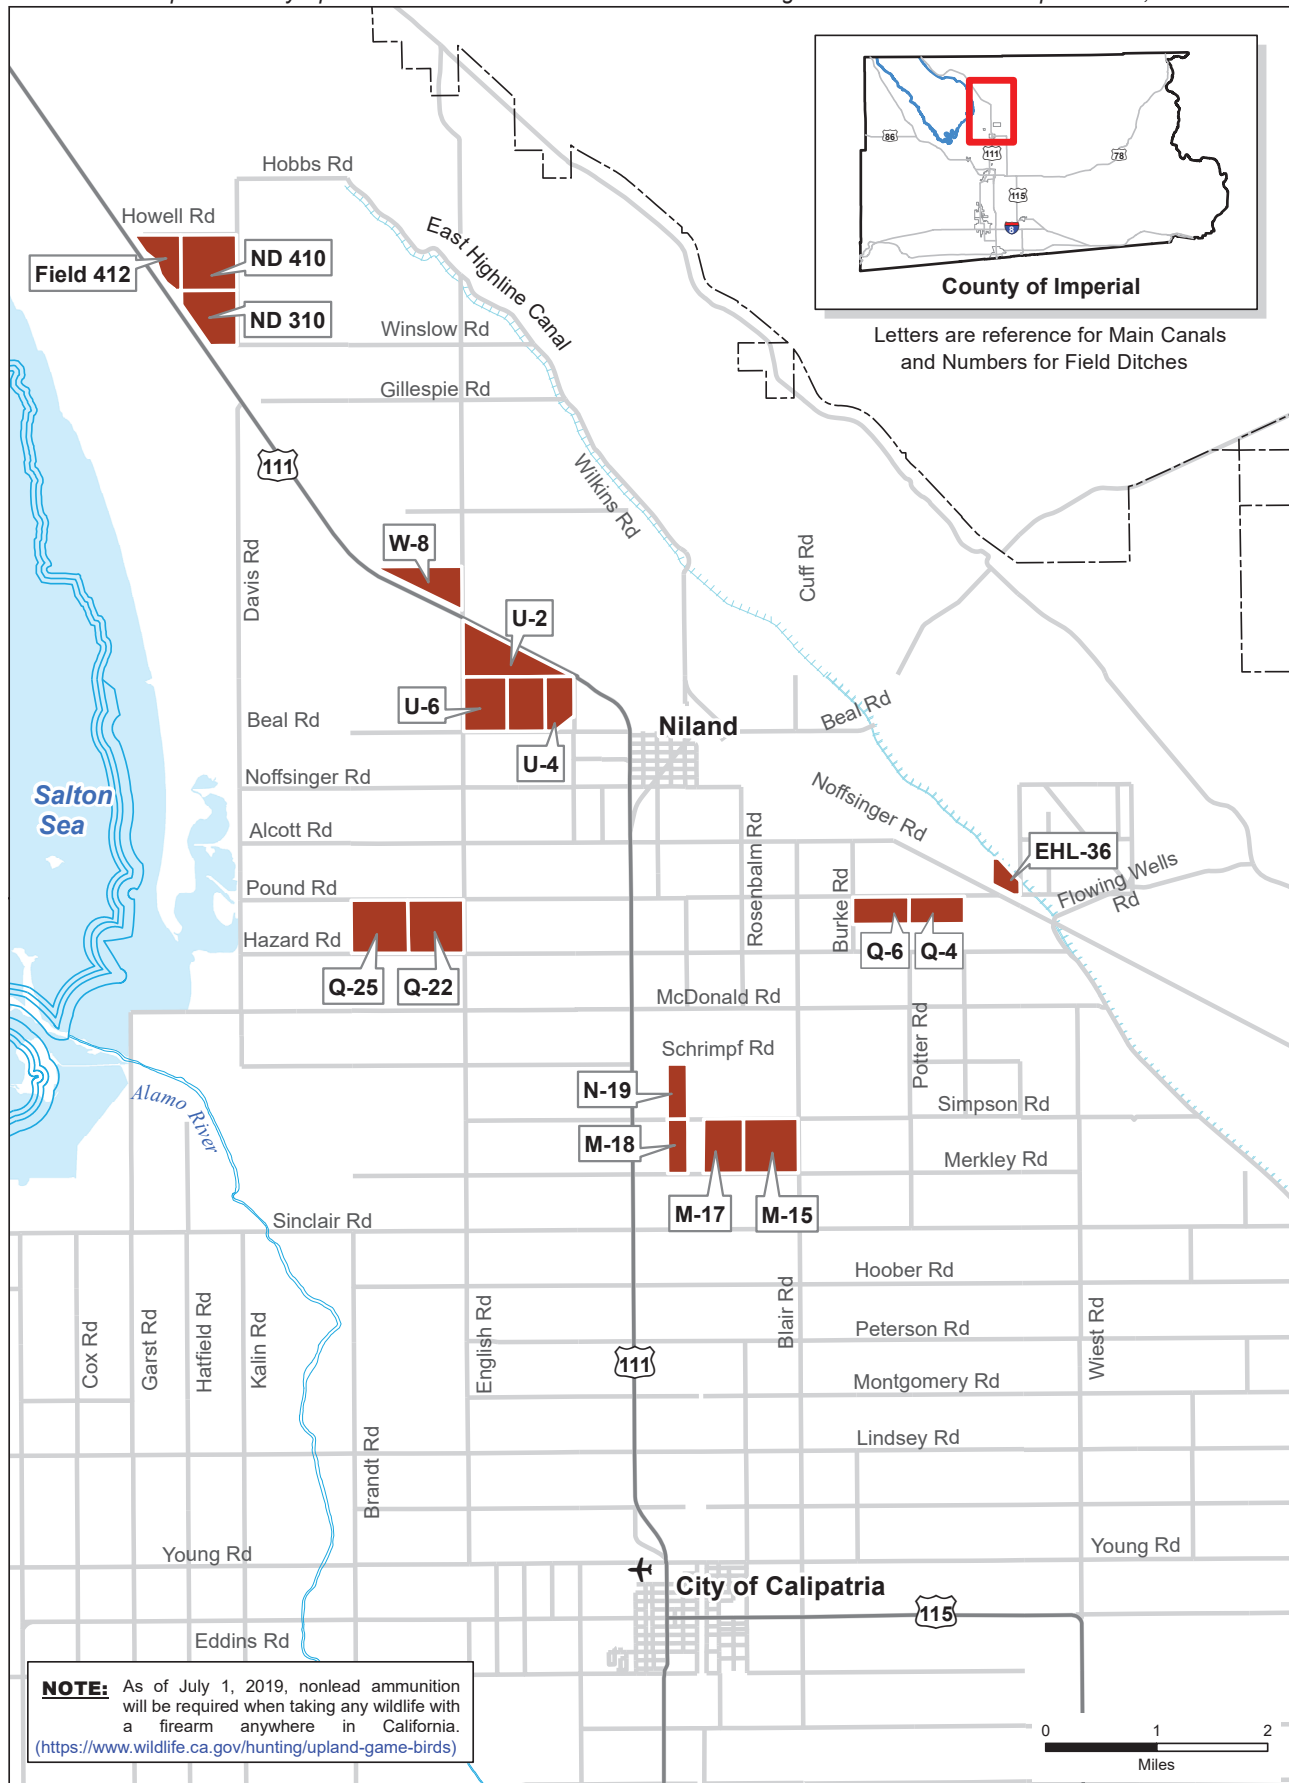 86
111
78
115
8
County of Imperial
Letters are reference for Main Canals
and Numbers for Field Ditches
Hobbs Rd
Howell Rd
East Highline Canal
Field 412
ND 410
ND 310
Winslow Rd
Gillespie Rd
111
Wilkins Rd
Davis Rd
Cuff Rd
W-8
U-2
U-6
Beal Rd
Niland
Beal Rd
U-4
Noffsinger Rd
Noffsinger Rd
Salton
Sea
Alcott Rd
Rosenbalm Rd
EHL-36
Flowing Wells
Rd
Pound Rd
Burke Rd
Hazard Rd
Q-6
Q-4
Q-25
Q-22
McDonald Rd
Potter Rd
Schrimpf Rd
N-19
Alamo River
Simpson Rd
M-18
Merkley Rd
M-17
M-15
Sinclair Rd
Hoober Rd
Cox Rd
Garst Rd
Hatfield Rd
Kalin Rd
English Rd
Blair Rd
Wiest Rd
Peterson Rd
111
Montgomery Rd
Brandt Rd
Lindsey Rd
Young Rd
Young Rd
City of Calipatria
115
Eddins Rd
NOTE: As of July 1, 2019, nonlead ammunition
will be required when taking any wildlife with
a firearm anywhere in California.
(https://www.wildlife.ca.gov/hunting/upland-game-birds)
0 1 2
Miles